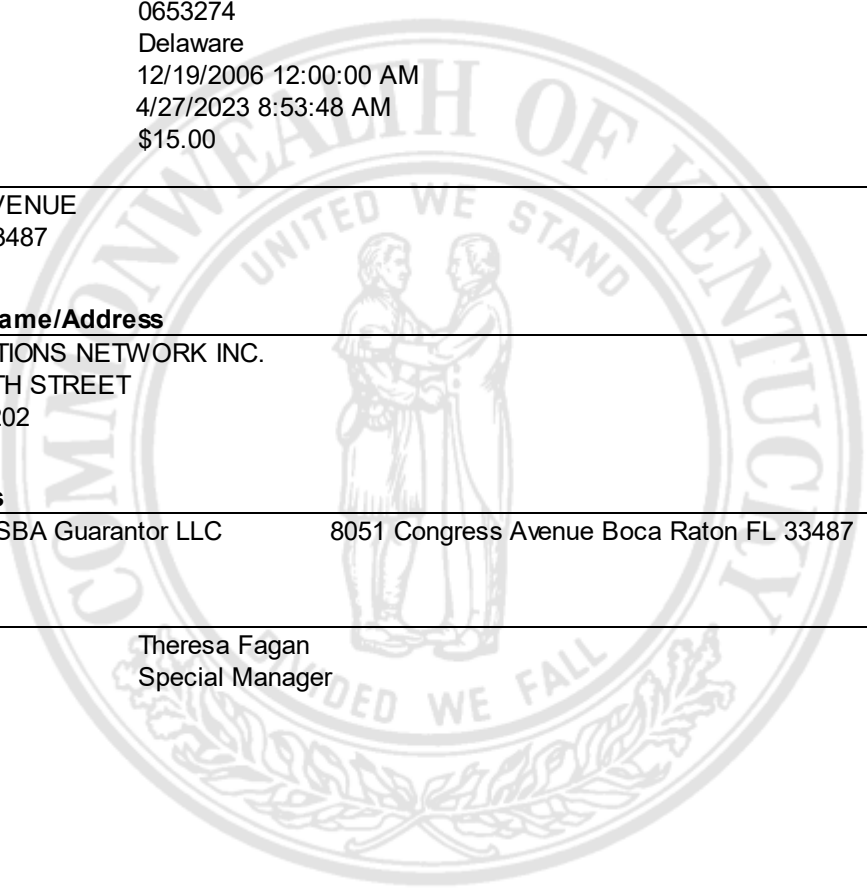 0653274
Delaware
12/19/2006 12:00:00 AM
4/27/2023 8:53:48 AM
$15.00
VENUE
3487
ame/Address
TIONS NETWORK INC.
TH STREET
202
s
SBA Guarantor LLC 8051 Congress Avenue Boca Raton FL 33487
Theresa Fagan
Special Manager
COMMONWEALTH OF KENTUCKY
UNITED WE STAND
DIVIDED WE FALL